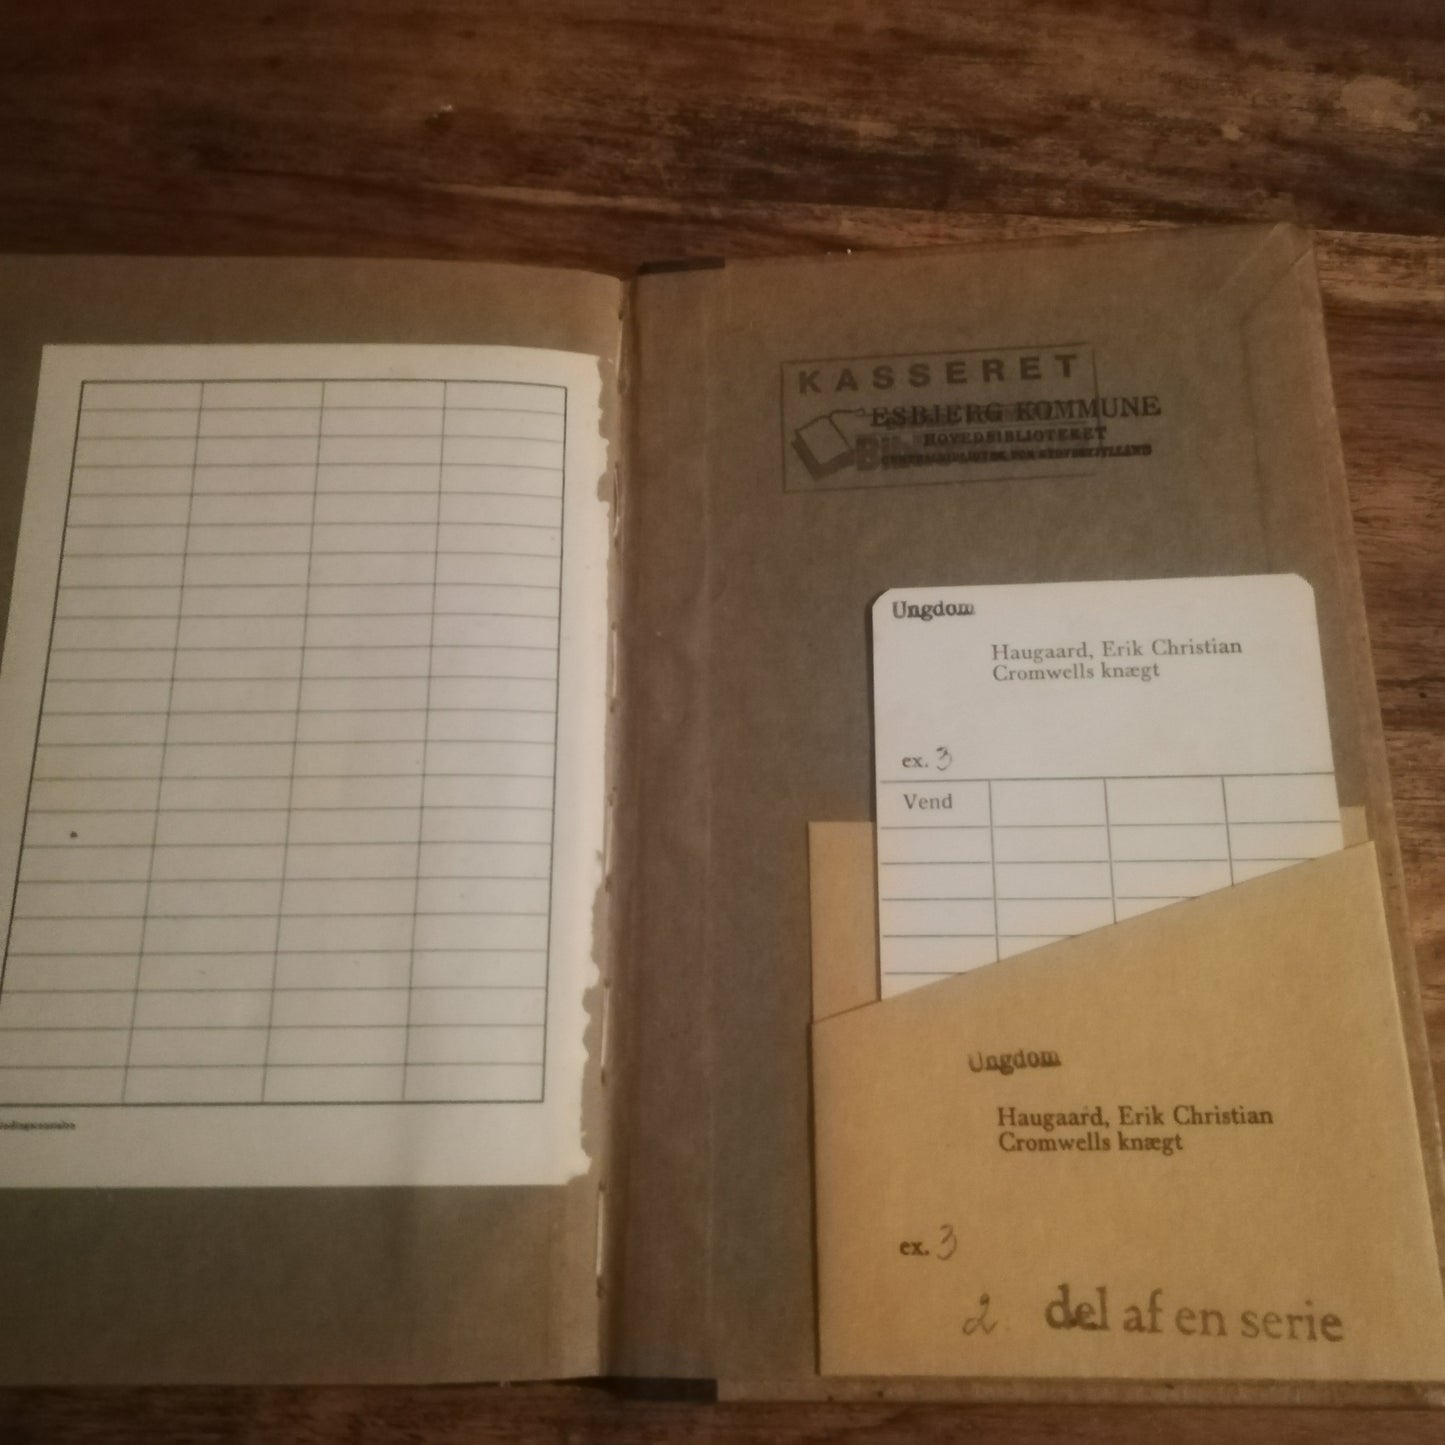 KASSERET
ESBJERG KOMMUNE
HOVEDBIBLIOTEKET
Ungdom
Haugaard, Erik Christian
Cromwells knægt
ex. 3
Vend
Ungdom
Haugaard, Erik Christian
Cromwells knægt
ex. 3
2. del af en serie